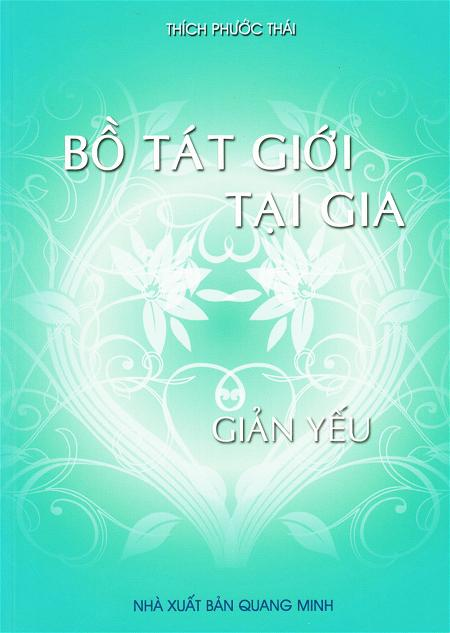 THÍCH PHƯỚC THÁI
BỒ TÁT GIỚI
TẠI GIA
GIẢN YẾU
NHÀ XUẤT BẢN QUANG MINH